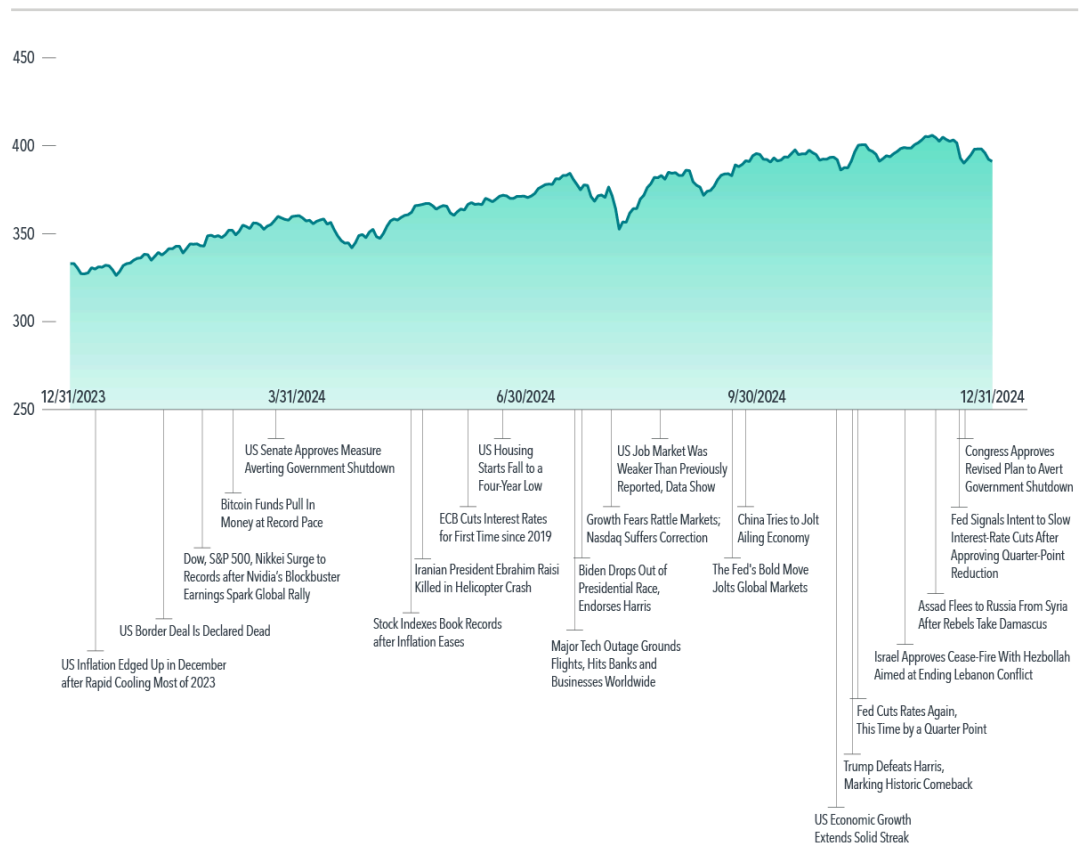 450
400
350
300
250
12/31/2023
3/31/2024
6/30/2024
9/30/2024
12/31/2024
US Inflation Edged Up in December
after Rapid Cooling Most of 2023
US Border Deal Is Declared Dead
Dow, S&P 500, Nikkei Surge to
Records after Nvidia's Blockbuster
Earnings Spark Global Rally
Bitcoin Funds Pull In
Money at Record Pace
US Senate Approves Measure
Averting Government Shutdown
Stock Indexes Book Records
after Inflation Eases
Iranian President Ebrahim Raisi
Killed in Helicopter Crash
ECB Cuts Interest Rates
for First Time since 2019
US Housing
Starts Fall to a
Four-Year Low
Major Tech Outage Grounds
Flights, Hits Banks and
Businesses Worldwide
Biden Drops Out of
Presidential Race,
Endorses Harris
Growth Fears Rattle Markets;
Nasdaq Suffers Correction
US Job Market Was
Weaker Than Previously
Reported, Data Show
The Fed's Bold Move
Jolts Global Markets
China Tries to Jolt
Ailing Economy
US Economic Growth
Extends Solid Streak
Trump Defeats Harris,
Marking Historic Comeback
Fed Cuts Rates Again,
This Time by a Quarter Point
Israel Approves Cease-Fire With Hezbollah
Aimed at Ending Lebanon Conflict
Assad Flees to Russia From Syria
After Rebels Take Damascus
Fed Signals Intent to Slow
Interest-Rate Cuts After
Approving Quarter-Point
Reduction
Congress Approves
Revised Plan to Avert
Government Shutdown